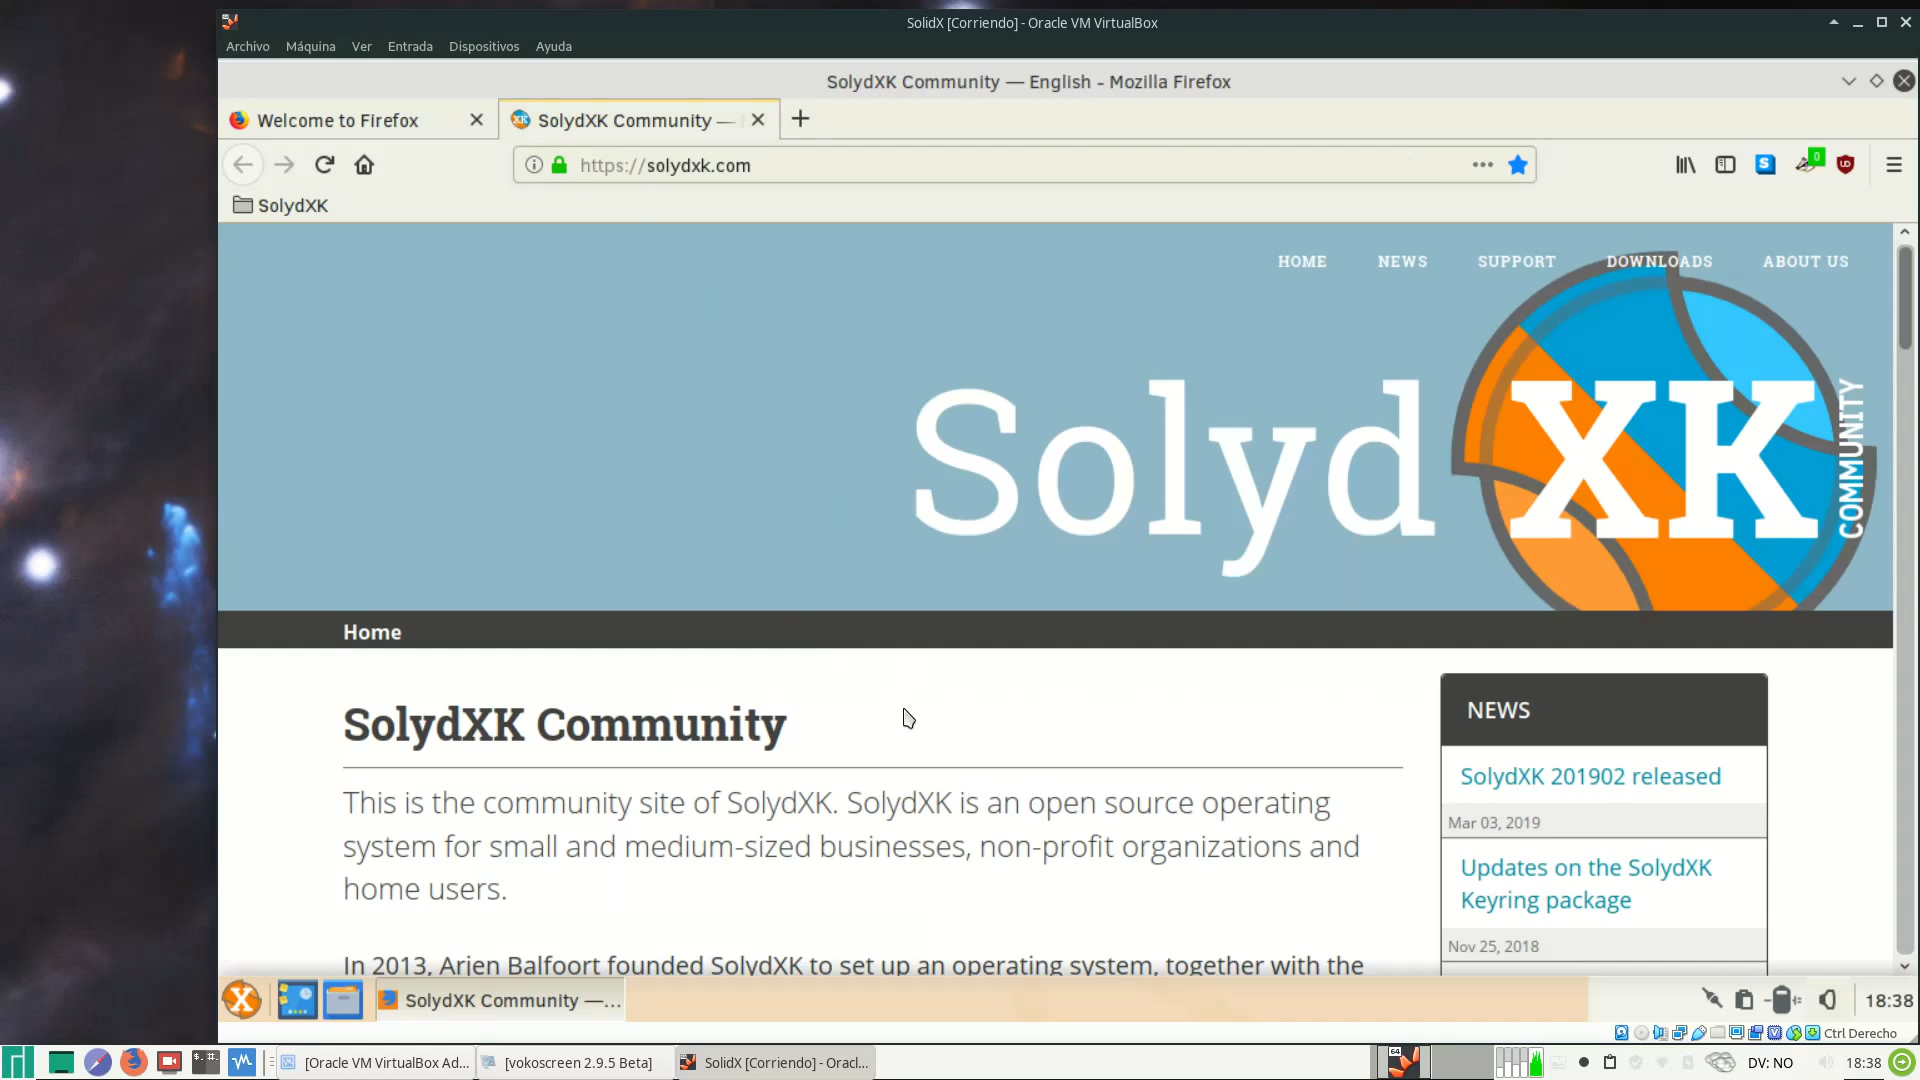 SolidX [Corriendo] - Oracle VM VirtualBox
Archivo Máquina Ver Entrada Dispositivos Ayuda
SolydXK Community — English - Mozilla Firefox
Welcome to Firefox
SolydXK Community —
https://solydxk.com
0
SolydXK
HOME NEWS SUPPORT DOWNLOADS ABOUT US
SolydXK
COMMUNITY
Home
SolydXK Community
This is the community site of SolydXK. SolydXK is an open source operating
system for small and medium-sized businesses, non-profit organizations and
home users.
In 2013, Arjen Balfoort founded SolydXK to set up an operating system, together with the
NEWS
SolydXK 201902 released
Mar 03, 2019
Updates on the SolydXK
Keyring package
Nov 25, 2018
SolydXK Community —...
18:38
Ctrl Derecho
[Oracle VM VirtualBox Ad...
[vokoscreen 2.9.5 Beta]
SolidX [Corriendo] - Oracl...
64
DV: NO
18:38